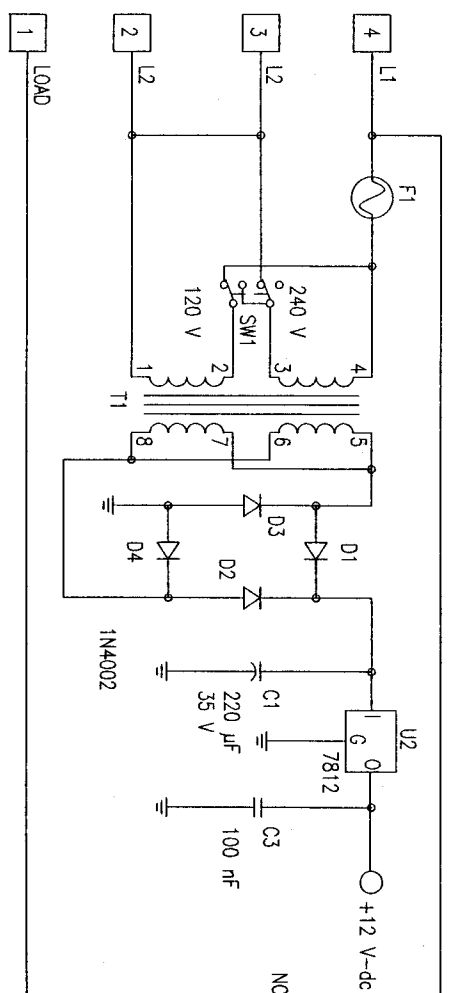 4
L1
F1
3
L2
2
L2
1
LOAD
240 V
SW1
120 V
4
3
2
1
T1
5
6
7
8
D1
D3
D2
D4
1N4002
C1
220 µF
35 V
U2
I
G
O
7812
C3
100 nF
+12 V-dc
NC